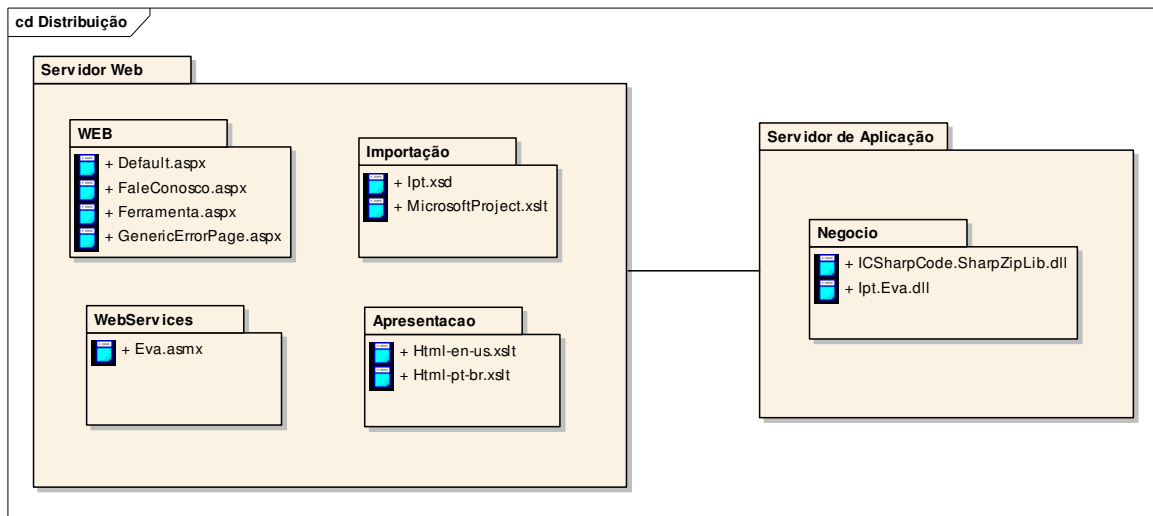 cd Distribuição
Servidor Web
WEB
+ Default.aspx
+ FaleConosco.aspx
+ Ferramenta.aspx
+ GenericErrorPage.aspx
Importação
+ Ipt.xsd
+ MicrosoftProject.xslt
WebServices
+ Eva.asmx
Apresentacao
+ Html-en-us.xslt
+ Html-pt-br.xslt
Servidor de Aplicação
Negocio
+ ICSharpCode.SharpZipLib.dll
+ Ipt.Eva.dll